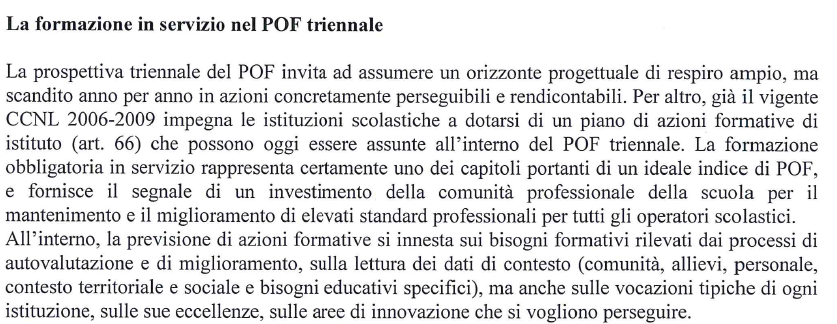 La formazione in servizio nel POF triennale
La prospettiva triennale del POF invita ad assumere un orizzonte progettuale di respiro ampio, ma
scandito anno per anno in azioni concretamente perseguibili e rendicontabili. Per altro, già il vigente
CCNL 2006-2009 impegna le istituzioni scolastiche a dotarsi di un piano di azioni formative di
istituto (art. 66) che possono oggi essere assunte all'interno del POF triennale. La formazione
obbligatoria in servizio rappresenta certamente uno dei capitoli portanti di un ideale indice di POF,
e fornisce il segnale di un investimento della comunità professionale della scuola per il
mantenimento e il miglioramento di elevati standard professionali per tutti gli operatori scolastici.
All'interno, la previsione di azioni formative si innesta sui bisogni formativi rilevati dai processi di
autovalutazione e di miglioramento, sulla lettura dei dati di contesto (comunità, allievi, personale,
contesto territoriale e sociale e bisogni educativi specifici), ma anche sulle vocazioni tipiche di ogni
istituzione, sulle sue eccellenze, sulle aree di innovazione che si vogliono perseguire.